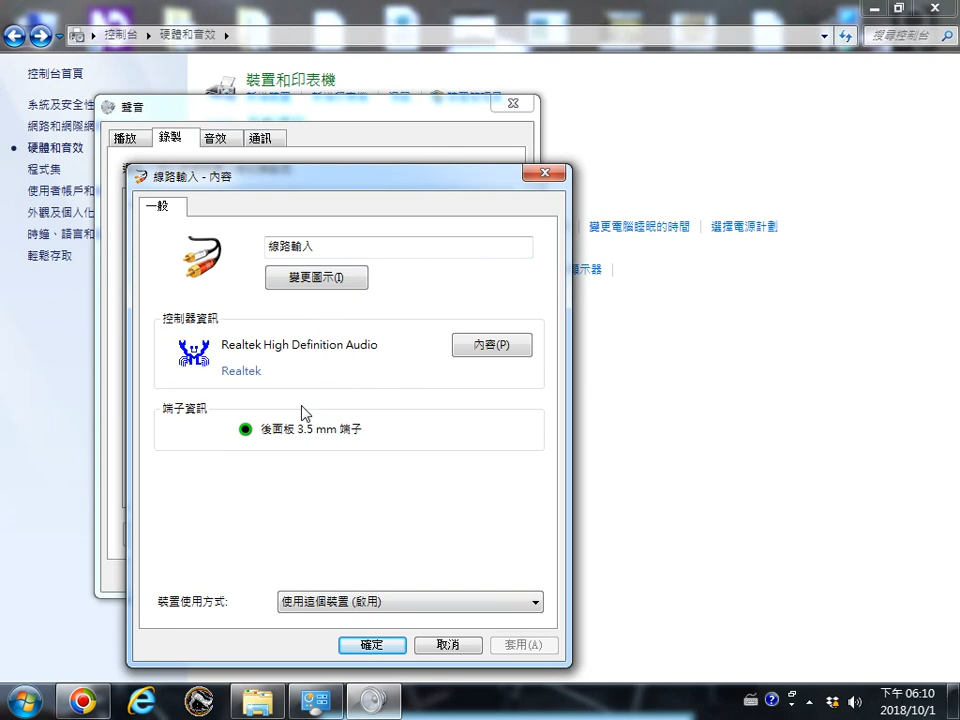 控制台 硬體和音效
搜尋控制台
控制台首頁
系統及安全性
網路和網際網
硬體和音效
程式集
使用者帳戶和
外觀及個人化
時鐘、語言和
輕鬆存取
裝置和印表機
變更電腦睡眠的時間 選擇電源計劃
顯示器
聲音
播放 錄製 音效 通訊
線路輸入 - 內容
一般
線路輸入
變更圖示(I)
控制器資訊
Realtek High Definition Audio
內容(P)
Realtek
端子資訊
後面板 3.5 mm 端子
裝置使用方式:
使用這個裝置 (啟用)
確定 取消 套用(A)
下午 06:10
2018/10/1